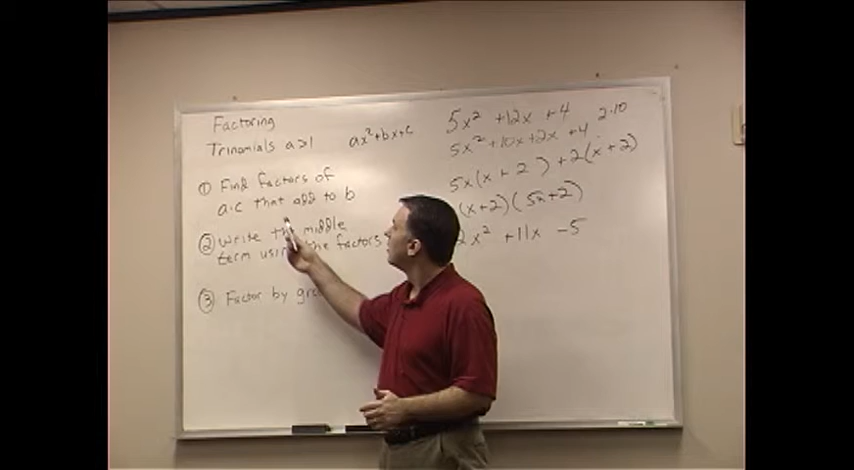 Factoring
Trinomials a>1
ax²+bx+c
① Find factors of
a·c that add to b
② Write the middle
term using the factors
③ Factor by
5x² +12x +4
2·10
5x² +10x+2x +4
5x(x + 2) +2(x+2)
(x+2)(5x+2)
2x² +11x -5